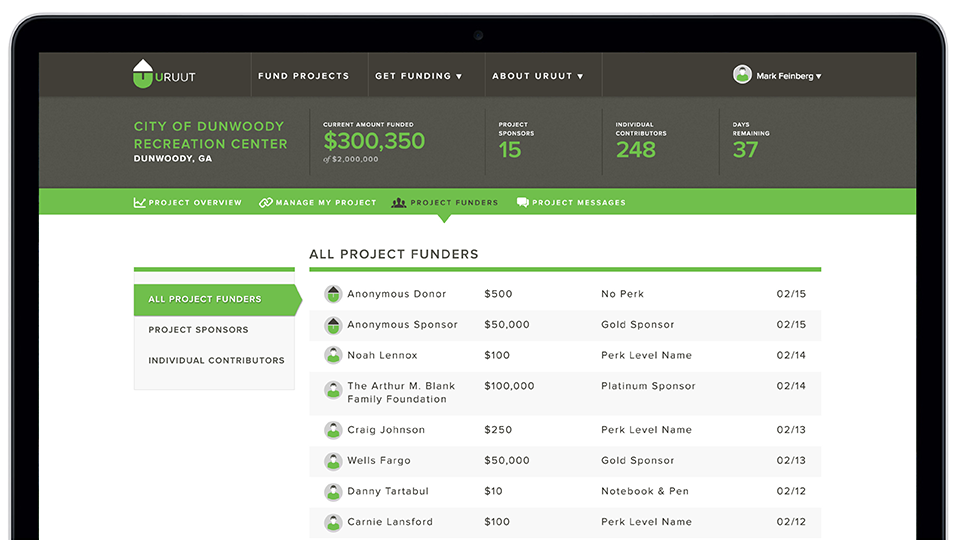 URUUT
FUND PROJECTS
GET FUNDING ▼
ABOUT URUUT ▼
Mark Feinberg ▼
CITY OF DUNWOODY
RECREATION CENTER
DUNWOODY, GA
CURRENT AMOUNT FUNDED
$300,350
of $2,000,000
PROJECT
SPONSORS
15
INDIVIDUAL
CONTRIBUTORS
248
DAYS
REMAINING
37
PROJECT OVERVIEW
MANAGE MY PROJECT
PROJECT FUNDERS
PROJECT MESSAGES
ALL PROJECT FUNDERS
PROJECT SPONSORS
INDIVIDUAL CONTRIBUTORS
ALL PROJECT FUNDERS
Anonymous Donor $500 No Perk 02/15
Anonymous Sponsor $50,000 Gold Sponsor 02/15
Noah Lennox $100 Perk Level Name 02/14
The Arthur M. Blank $100,000 Platinum Sponsor 02/14
Family Foundation
Craig Johnson $250 Perk Level Name 02/13
Wells Fargo $50,000 Gold Sponsor 02/13
Danny Tartabul $10 Notebook & Pen 02/12
Carnie Lansford $100 Perk Level Name 02/12